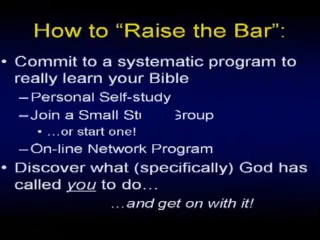 How to “Raise the Bar”:
• Commit to a systematic program to
really learn your Bible
–Personal Self-study
–Join a Small Group
• ...or start one!
–On-line Network Program
• Discover what (specifically) God has
called you to do...
...and get on with it!